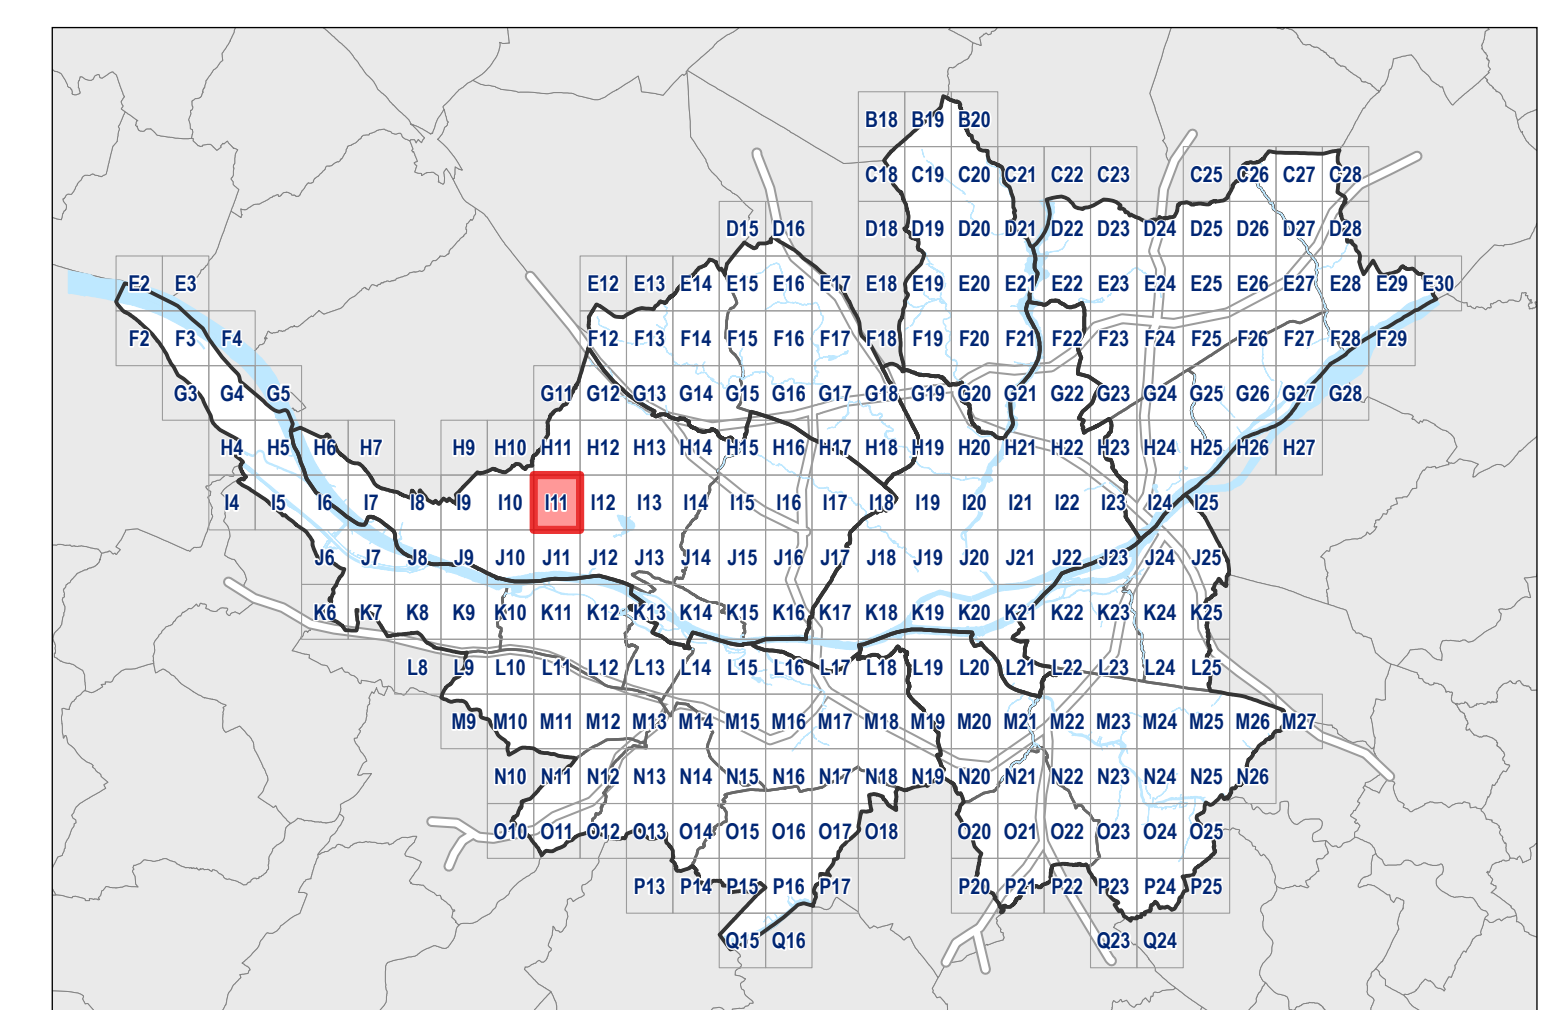 B18 B19 B20
C18 C19 C20 C21 C22 C23 C25 C26 C27 C28
D15 D16 D18 D19 D20 D21 D22 D23 D24 D25 D26 D27 D28
E2 E3 E12 E13 E14 E15 E16 E17 E18 E19 E20 E21 E22 E23 E24 E25 E26 E27 E28 E29 E30
F2 F3 F4 F12 F13 F14 F15 F16 F17 F18 F19 F20 F21 F22 F23 F24 F25 F26 F27 F28 F29
G3 G4 G5 G11 G12 G13 G14 G15 G16 G17 G18 G19 G20 G21 G22 G23 G24 G25 G26 G27 G28
H4 H5 H6 H7 H9 H10 H11 H12 H13 H14 H15 H16 H17 H18 H19 H20 H21 H22 H23 H24 H25 H26 H27
I4 I5 I6 I7 I8 I9 I10 I11 I12 I13 I14 I15 I16 I17 I18 I19 I20 I21 I22 I23 I24 I25
J6 J7 J8 J9 J10 J11 J12 J13 J14 J15 J16 J17 J18 J19 J20 J21 J22 J23 J24 J25
K6 K7 K8 K9 K10 K11 K12 K13 K14 K15 K16 K17 K18 K19 K20 K21 K22 K23 K24 K25
L8 L9 L10 L11 L12 L13 L14 L15 L16 L17 L18 L19 L20 L21 L22 L23 L24 L25
M9 M10 M11 M12 M13 M14 M15 M16 M17 M18 M19 M20 M21 M22 M23 M24 M25 M26 M27
N10 N11 N12 N13 N14 N15 N16 N17 N18 N19 N20 N21 N22 N23 N24 N25 N26
O10 O11 O12 O13 O14 O15 O16 O17 O18 O20 O21 O22 O23 O24 O25
P13 P14 P15 P16 P17 P20 P21 P22 P23 P24 P25
Q15 Q16 Q23 Q24